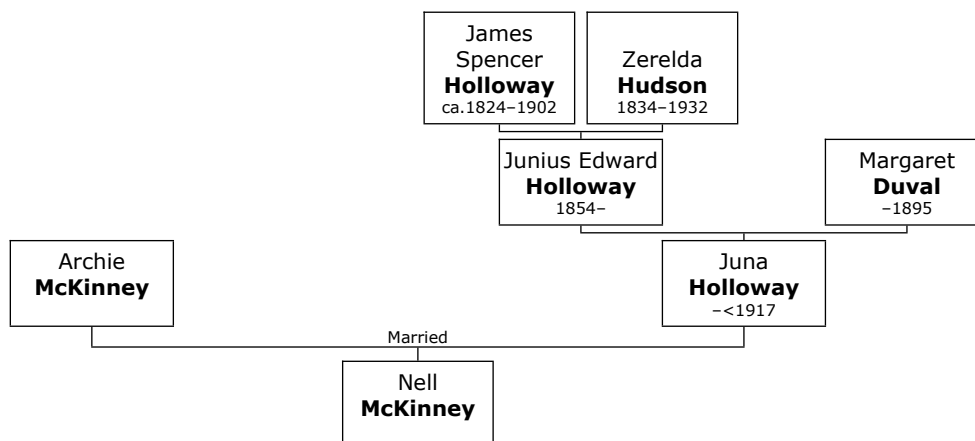 James
Spencer
Holloway
ca.1824–1902
Zerelda
Hudson
1834–1932
Junius Edward
Holloway
1854–
Margaret
Duval
–1895
Archie
McKinney
Juna
Holloway
–<1917
Married
Nell
McKinney